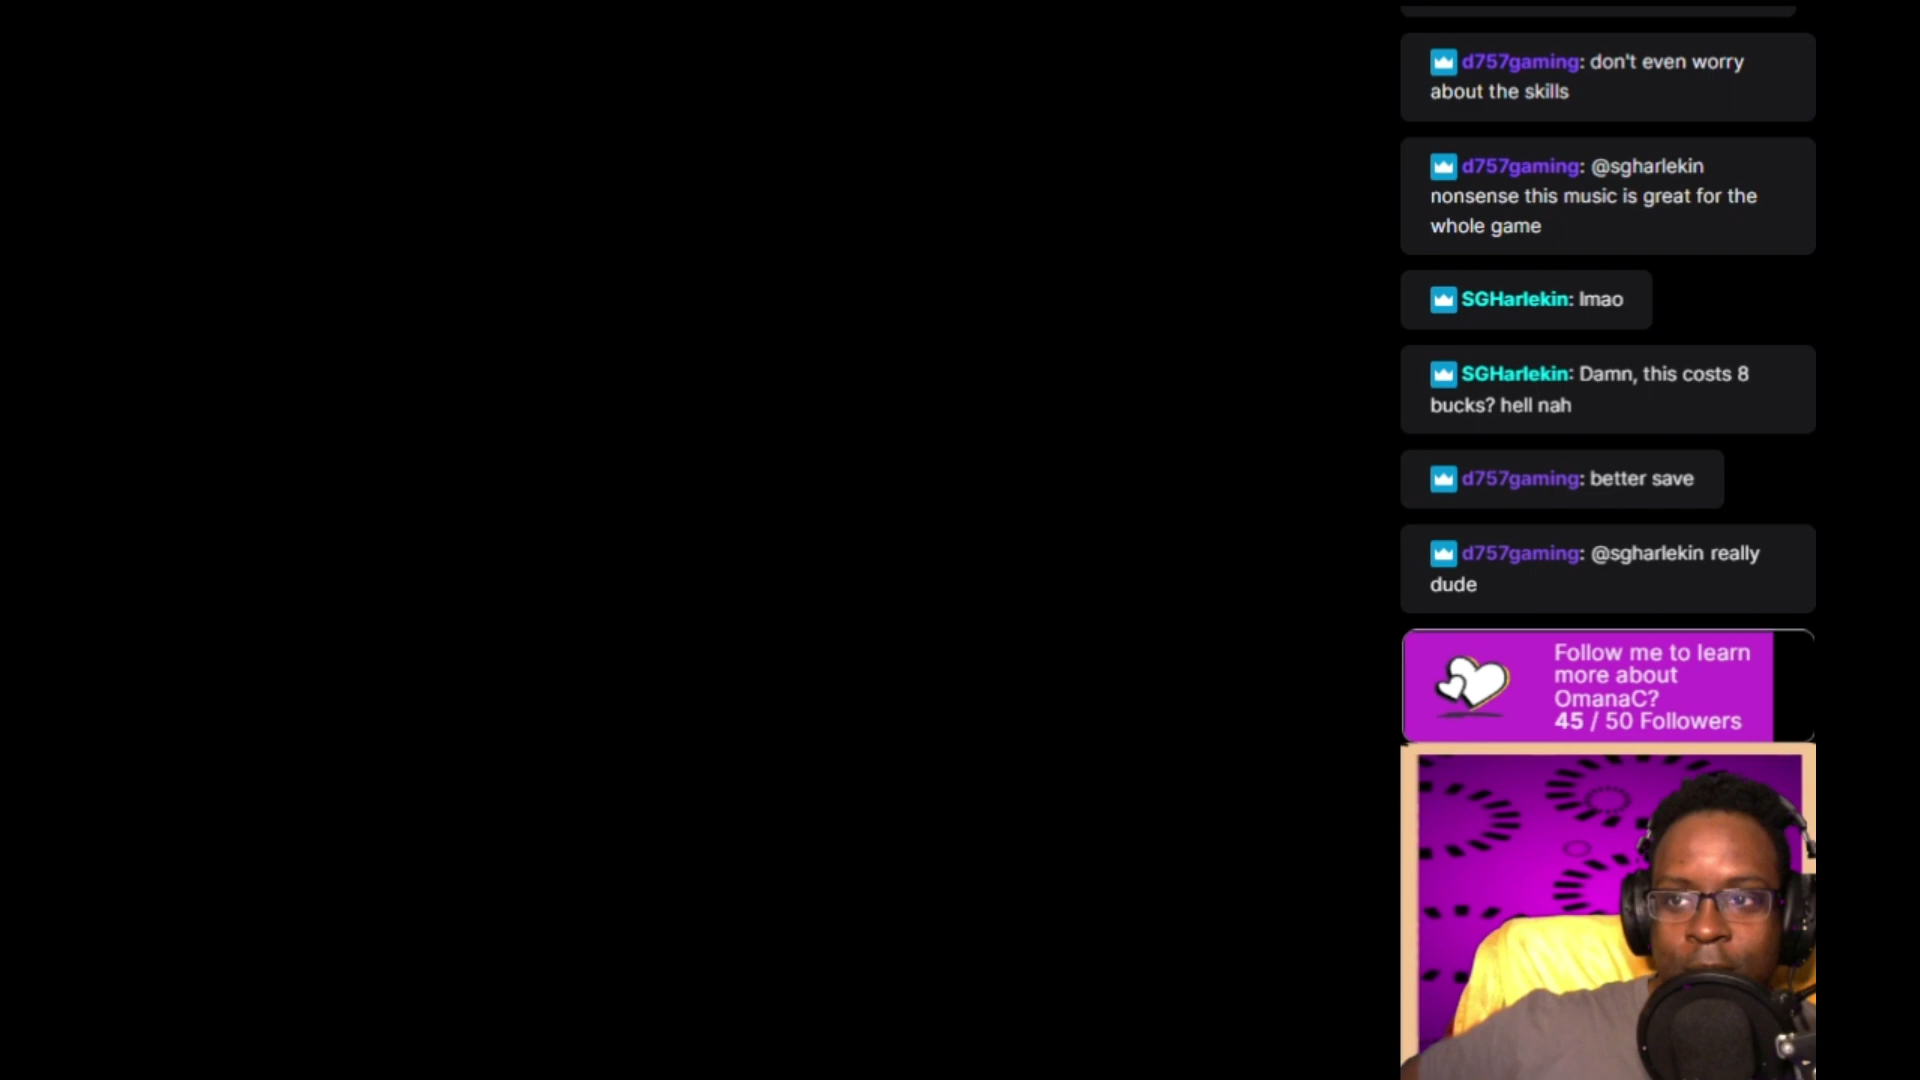 d757gaming: don't even worry
about the skills
d757gaming: @sgharlekin
nonsense this music is great for the
whole game
SGHarlekin: lmao
SGHarlekin: Damn, this costs 8
bucks? hell nah
d757gaming: better save
d757gaming: @sgharlekin really
dude
Follow me to learn
more about
OmanaC?
45 / 50 Followers